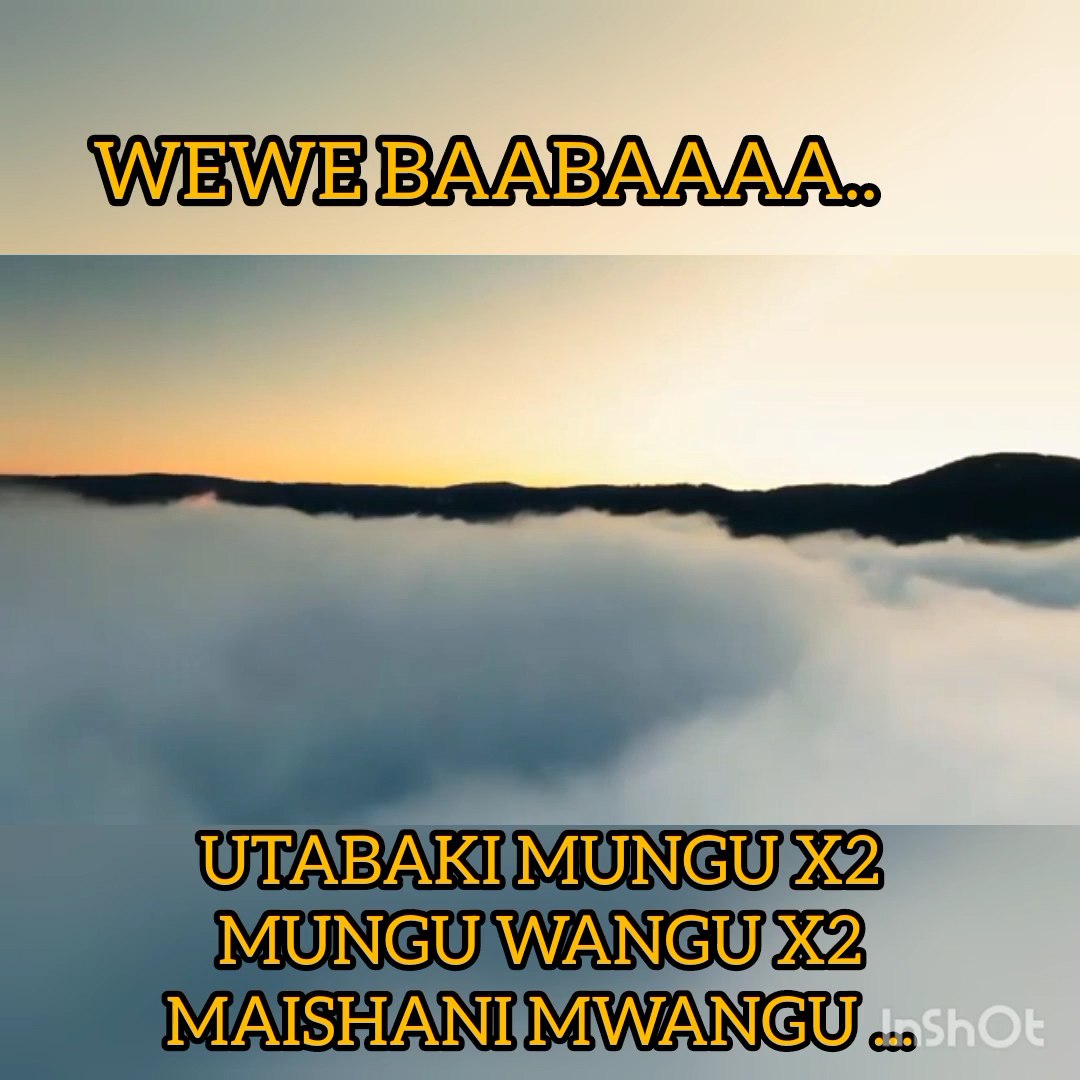 WEWE BAABAAAA..
UTABAKI MUNGU X2
MUNGU WANGU X2
MAISHANI MWANGU ...
InShOt